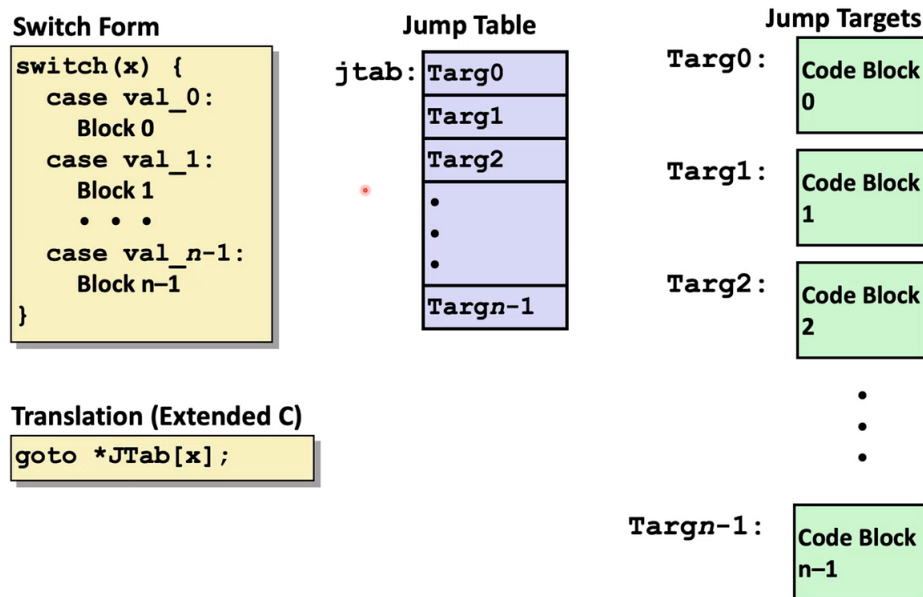 Switch Form
switch(x) {
case val_0:
Block 0
case val_1:
Block 1
• • •
case val_n-1:
Block n–1
}
Translation (Extended C)
goto *JTab[x];
Jump Table
jtab:
Targ0
Targ1
Targ2
•
•
•
Targn-1
Jump Targets
Targ0:
Code Block
0
Targ1:
Code Block
1
Targ2:
Code Block
2
•
•
•
Targn-1:
Code Block
n–1